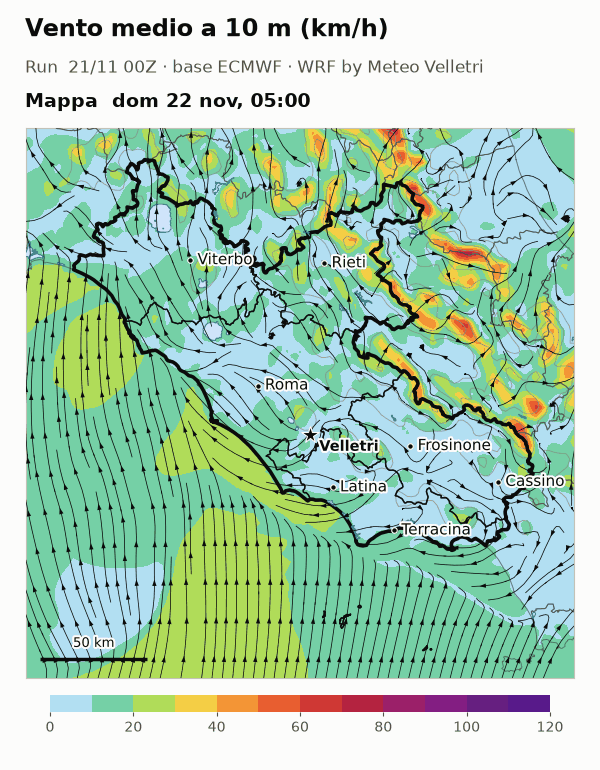 Vento medio a 10 m (km/h)
Run 21/11 00Z · base ECMWF · WRF by Meteo Velletri
Mappa dom 22 nov, 05:00
Viterbo
Rieti
Roma
Velletri
Frosinone
Cassino
Latina
Terracina
50 km
0 20 40 60 80 100 120